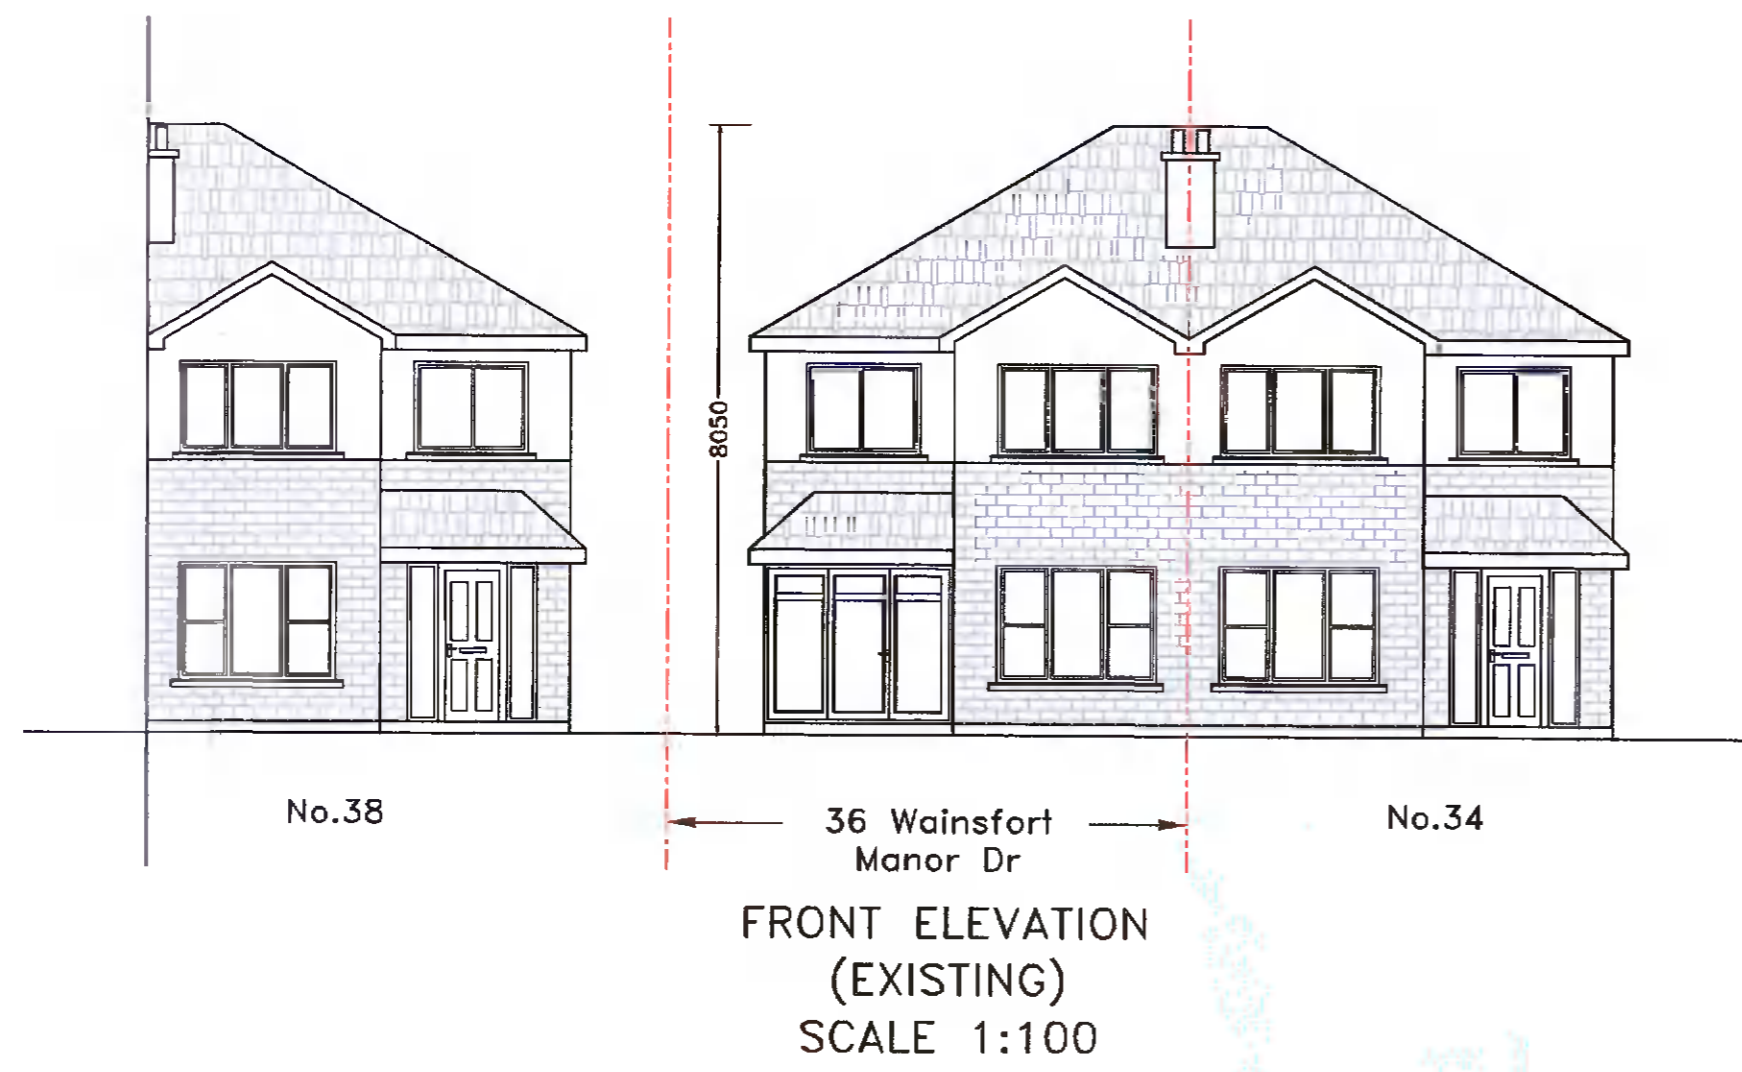 8050
No.38
36 Wainsfort
Manor Dr
No.34
FRONT ELEVATION
(EXISTING)
SCALE 1:100